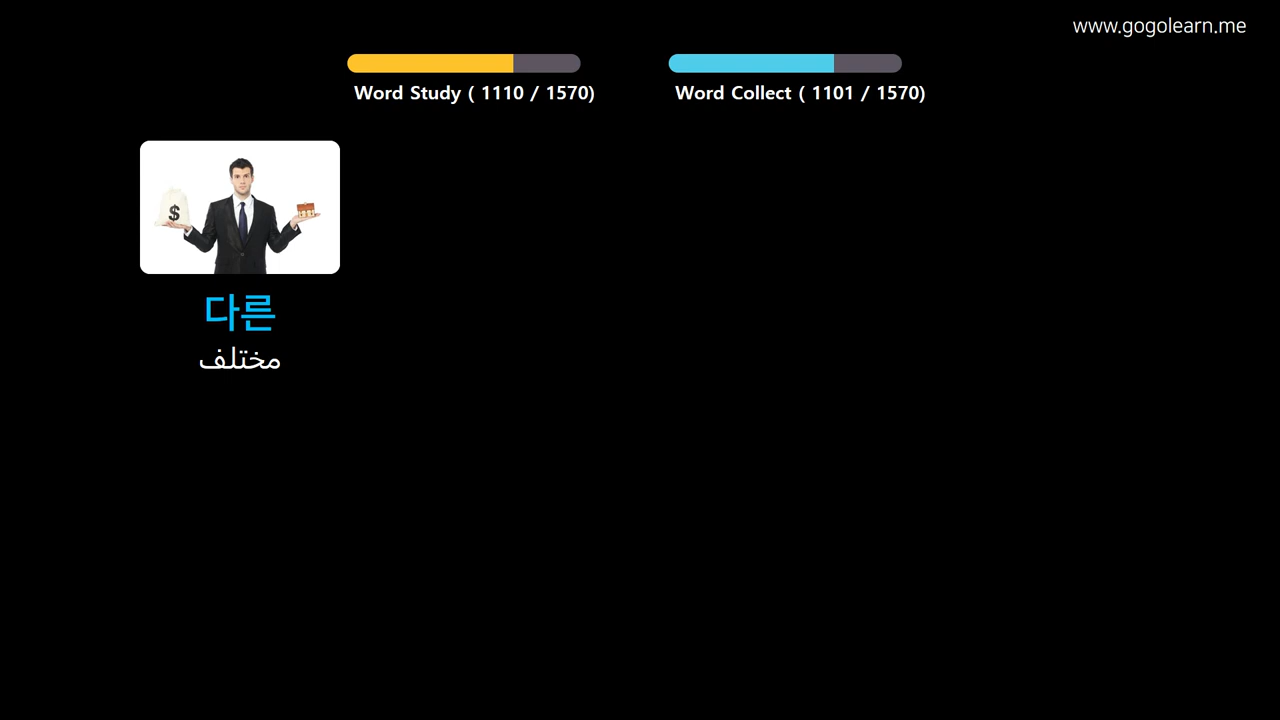 www.gogolearn.me
Word Study ( 1110 / 1570)
Word Collect ( 1101 / 1570)
$
다른
مختلف